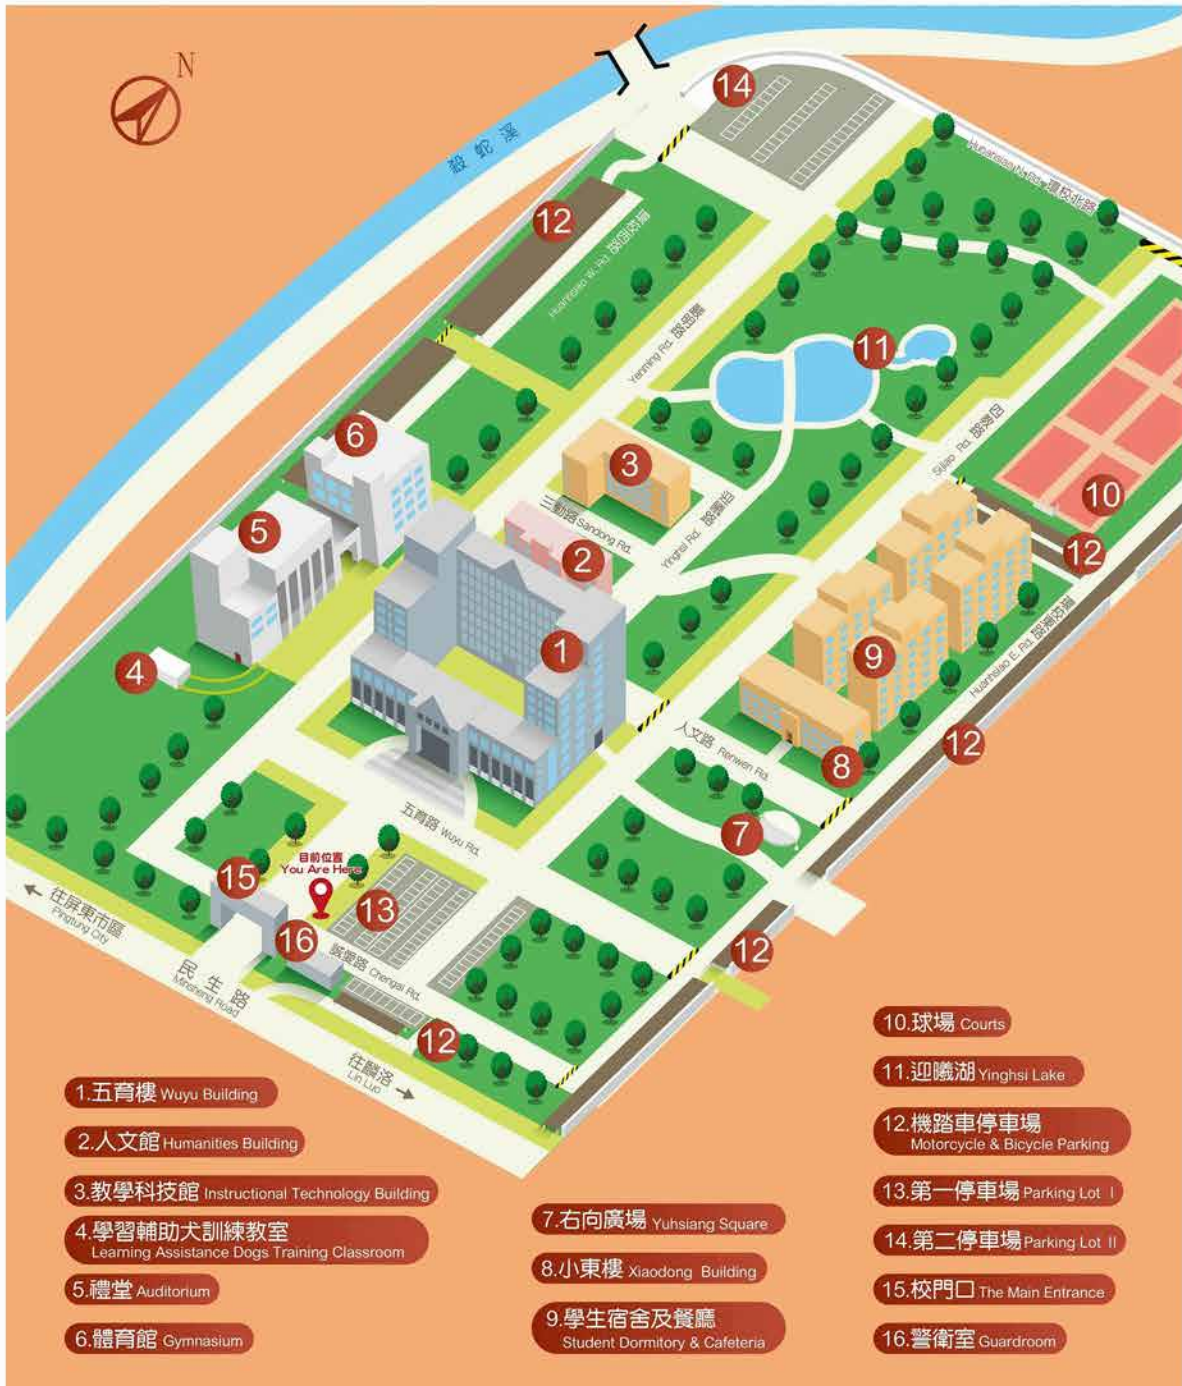 N
14
殺蛇溪
Huanhsiao N. Rd. 環校北路
12
Huanhsiao W. Rd. 環校西路
Yenming Rd.
11
6
3
Sijiao Rd. 四教路
10
5
三動路 Sandong Rd.
Yinghsi Rd. 迎曦路
2
12
1
9
Huanhsiao E. Rd. 環校東路
4
人文路 Renwen Rd.
12
8
五育路 Wuyu Rd.
7
目前位置
You Are Here
15
13
往屏東市區
Pingtung City
16
誠愛路 Chengai Rd.
12
民生路
Minsheng Road
12
往麟洛
Lin Luo
1.五育樓 Wuyu Building
2.人文館 Humanities Building
3.教學科技館 Instructional Technology Building
4.學習輔助犬訓練教室
Learning Assistance Dogs Training Classroom
5.禮堂 Auditorium
6.體育館 Gymnasium
7.右向廣場 Yuhsiang Square
8.小東樓 Xiaodong Building
9.學生宿舍及餐廳
Student Dormitory & Cafeteria
10.球場 Courts
11.迎曦湖 Yinghsi Lake
12.機踏車停車場
Motorcycle & Bicycle Parking
13.第一停車場 Parking Lot I
14.第二停車場 Parking Lot II
15.校門口 The Main Entrance
16.警衛室 Guardroom